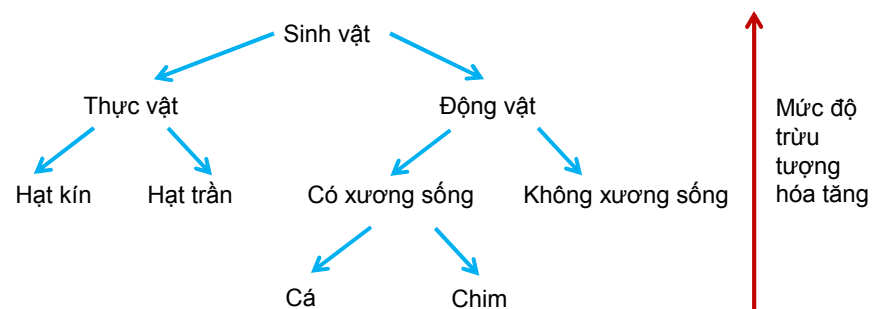 Sinh vật
Thực vật
Động vật
Hạt kín
Hạt trần
Có xương sống
Không xương sống
Cá
Chim
Mức độ
trừu
tượng
hóa tăng